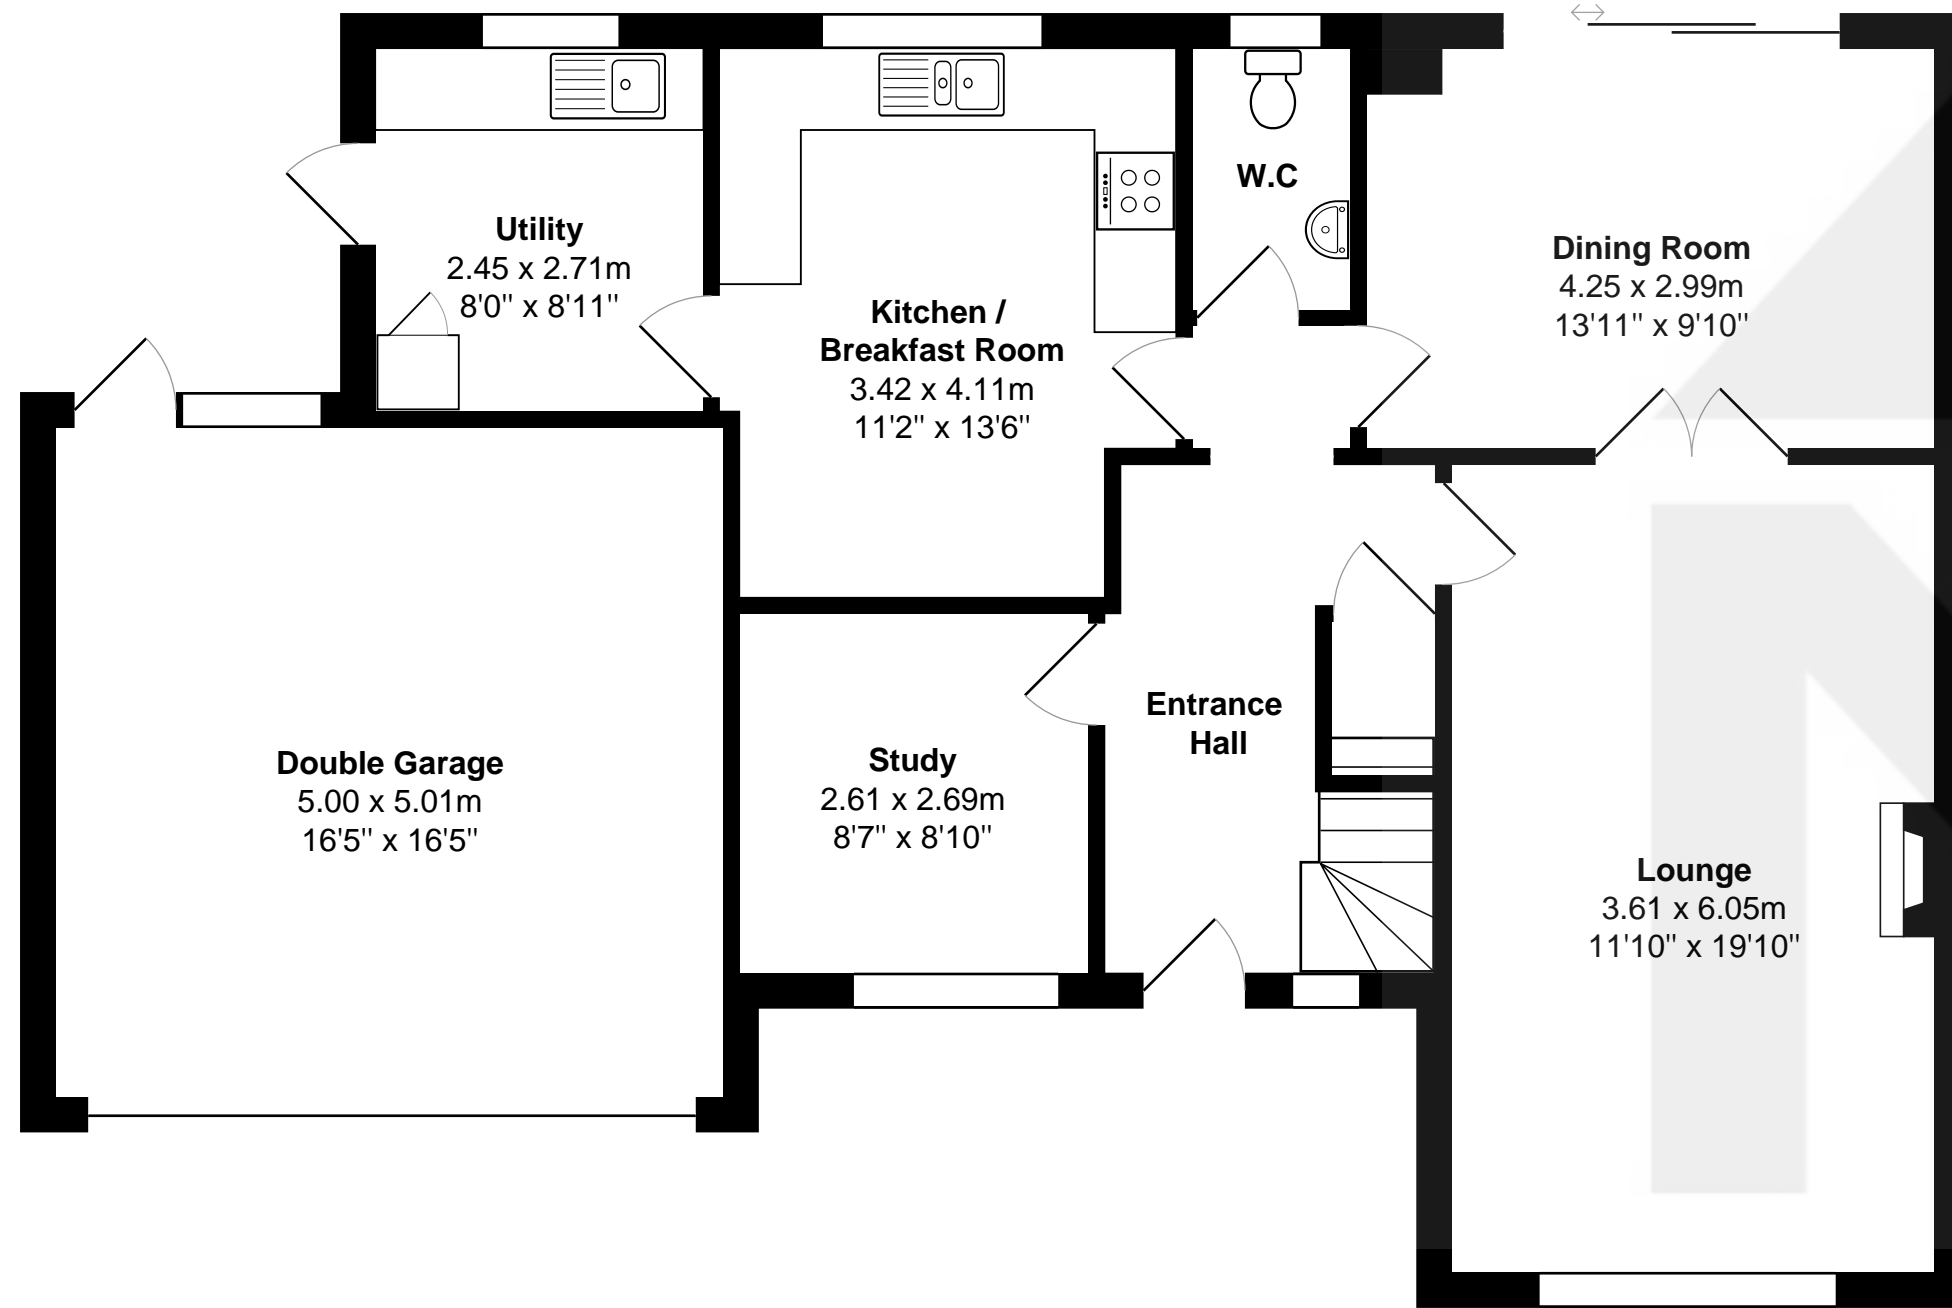 Utility
2.45 x 2.71m
8'0" x 8'11"
Kitchen /
Breakfast Room
3.42 x 4.11m
11'2" x 13'6"
W.C
Dining Room
4.25 x 2.99m
13'11" x 9'10"
Double Garage
5.00 x 5.01m
16'5" x 16'5"
Study
2.61 x 2.69m
8'7" x 8'10"
Entrance
Hall
Lounge
3.61 x 6.05m
11'10" x 19'10"